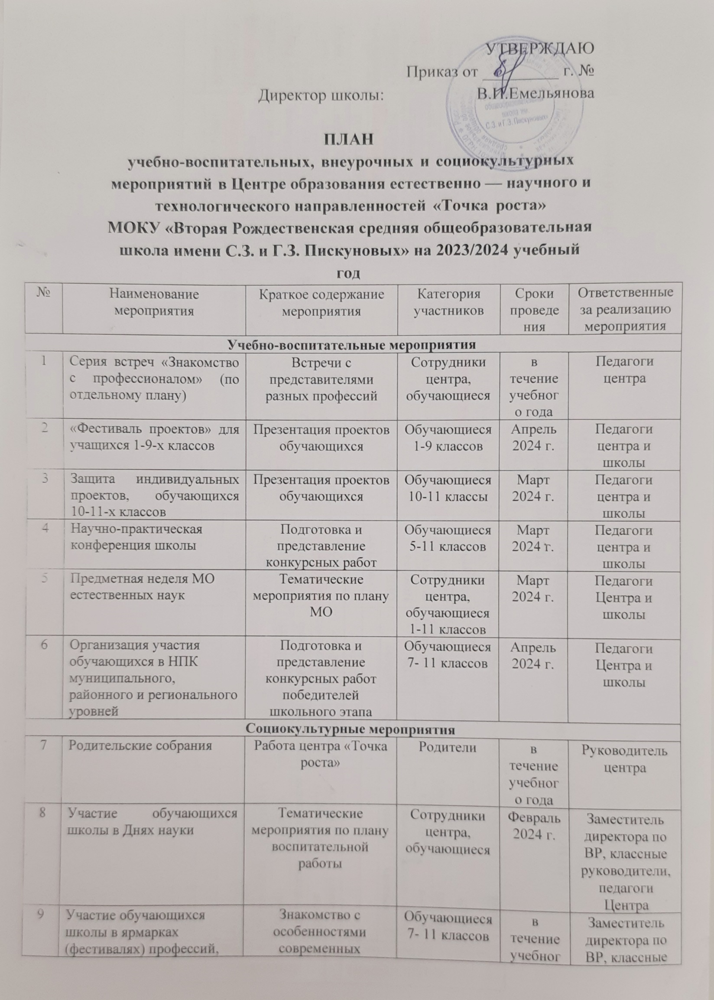 УТВЕРЖДАЮ
Приказ от __________ г. №
Директор школы: В.И.Емельянова
общеобразовательная
школа им.
С.З. и Г.З. Пискуновых»
ПЛАН
учебно-воспитательных, внеурочных и социокультурных
мероприятий в Центре образования естественно — научного и
технологического направленностей «Точка роста»
МОКУ «Вторая Рождественская средняя общеобразовательная
школа имени С.З. и Г.З. Пискуновых» на 2023/2024 учебный
год
№
Наименование
мероприятия
Краткое содержание
мероприятия
Категория
участников
Сроки
проведе
ния
Ответственные
за реализацию
мероприятия
Учебно-воспитательные мероприятия
1
Серия встреч «Знакомство
с профессионалом» (по
отдельному плану)
Встречи с
представителями
разных профессий
Сотрудники
центра,
обучающиеся
в
течение
учебног
о года
Педагоги
центра
2
«Фестиваль проектов» для
учащихся 1-9-х классов
Презентация проектов
обучающихся
Обучающиеся
1-9 классов
Апрель
2024 г.
Педагоги
центра и
школы
3
Защита индивидуальных
проектов, обучающихся
10-11-х классов
Презентация проектов
обучающихся
Обучающиеся
10-11 классы
Март
2024 г.
Педагоги
центра и
школы
4
Научно-практическая
конференция школы
Подготовка и
представление
конкурсных работ
Обучающиеся
5-11 классов
Март
2024 г.
Педагоги
центра и
школы
5
Предметная неделя МО
естественных наук
Тематические
мероприятия по плану
МО
Сотрудники
центра,
обучающиеся
1-11 классов
Март
2024 г.
Педагоги
Центра и
школы
6
Организация участия
обучающихся в НПК
муниципального,
районного и регионального
уровней
Подготовка и
представление
конкурсных работ
победителей
школьного этапа
Обучающиеся
7- 11 классов
Апрель
2024 г.
Педагоги
Центра и
школы
Социокультурные мероприятия
7
Родительские собрания
Работа центра «Точка
роста»
Родители
в
течение
учебног
о года
Руководитель
центра
8
Участие обучающихся
школы в Днях науки
Тематические
мероприятия по плану
воспитательной
работы
Сотрудники
центра,
обучающиеся
Февраль
2024 г.
Заместитель
директора по
ВР, классные
руководители,
педагоги
Центра
9
Участие обучающихся
школы в ярмарках
(фестивалях) профессий,
Знакомство с
особенностями
современных
Обучающиеся
7- 11 классов
в
течение
учебног
Заместитель
директора по
ВР, классные